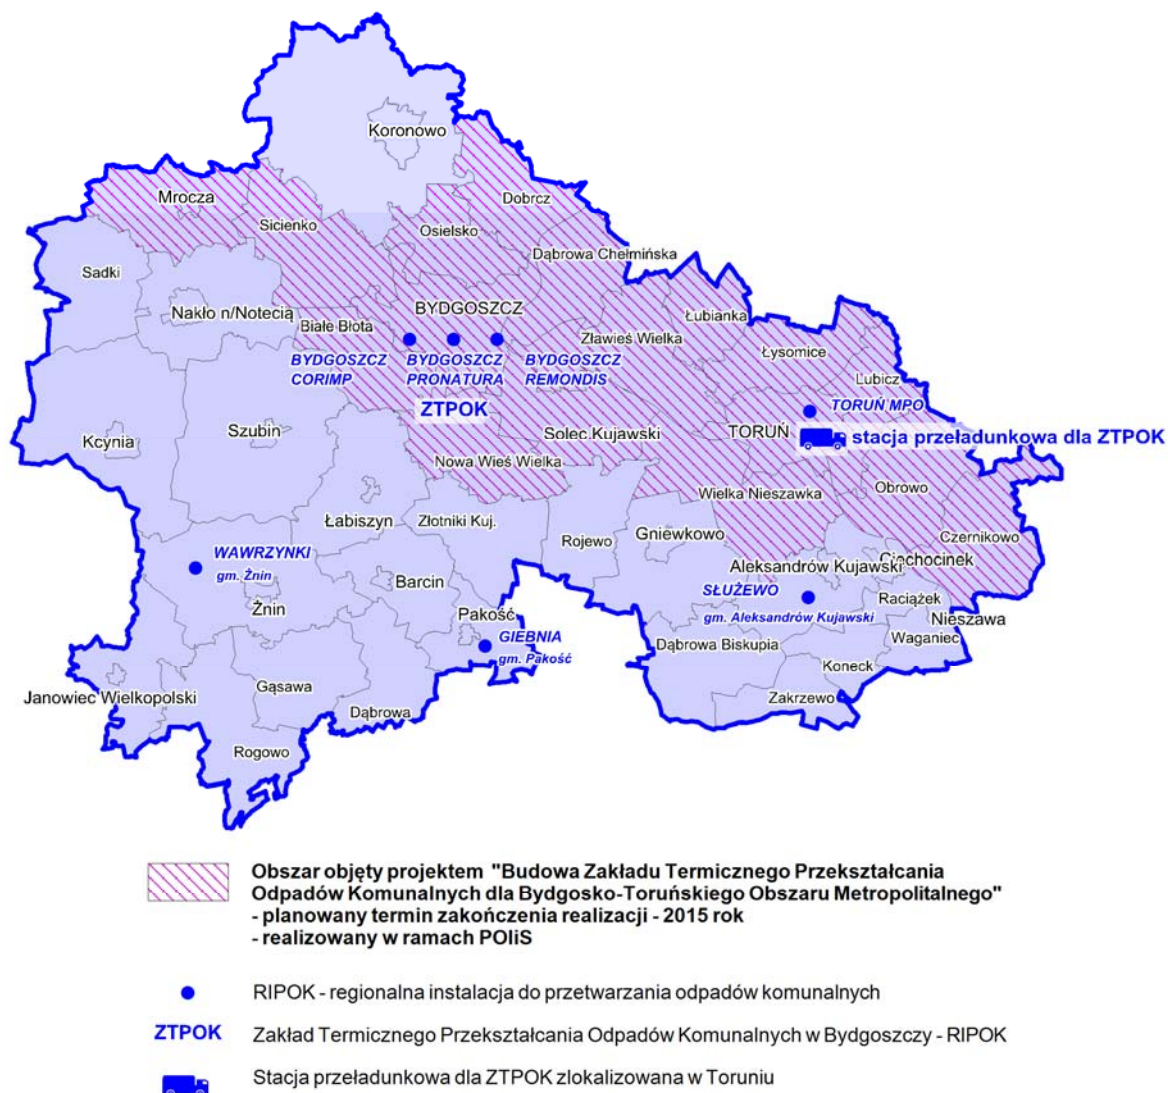 Koronowo
Mrocza
Dobrcz
Sicienko
Osielsko
Dąbrowa Chełmińska
Sadki
Nakło n/Notecią
BYDGOSZCZ
Łubianka
Białe Błota
Zławieś Wielka
Łysomice
BYDGOSZCZ
CORIMP
BYDGOSZCZ
PRONATURA
BYDGOSZCZ
REMONDIS
Lubicz
ZTPOK
TORUŃ MPO
Kcynia
Szubin
Solec Kujawski
TORUŃ
stacja przeładunkowa dla ZTPOK
Nowa Wieś Wielka
Wielka Nieszawka
Obrowo
Łabiszyn
Złotniki Kuj.
Rojewo
Gniewkowo
Czernikowo
WAWRZYNKI
gm. Żnin
Aleksandrów Kujawski
Ciechocinek
Barcin
SŁUŻEWO
gm. Aleksandrów Kujawski
Raciążek
Żnin
Pakość
Nieszawa
GIEBNIA
gm. Pakość
Dąbrowa Biskupia
Waganiec
Koneck
Janowiec Wielkopolski
Gąsawa
Zakrzewo
Dąbrowa
Rogowo
Obszar objęty projektem "Budowa Zakładu Termicznego Przekształcania
Odpadów Komunalnych dla Bydgosko-Toruńskiego Obszaru Metropolitalnego"
- planowany termin zakończenia realizacji - 2015 rok
- realizowany w ramach POIiS
RIPOK - regionalna instalacja do przetwarzania odpadów komunalnych
ZTPOK Zakład Termicznego Przekształcania Odpadów Komunalnych w Bydgoszczy - RIPOK
Stacja przeładunkowa dla ZTPOK zlokalizowana w Toruniu